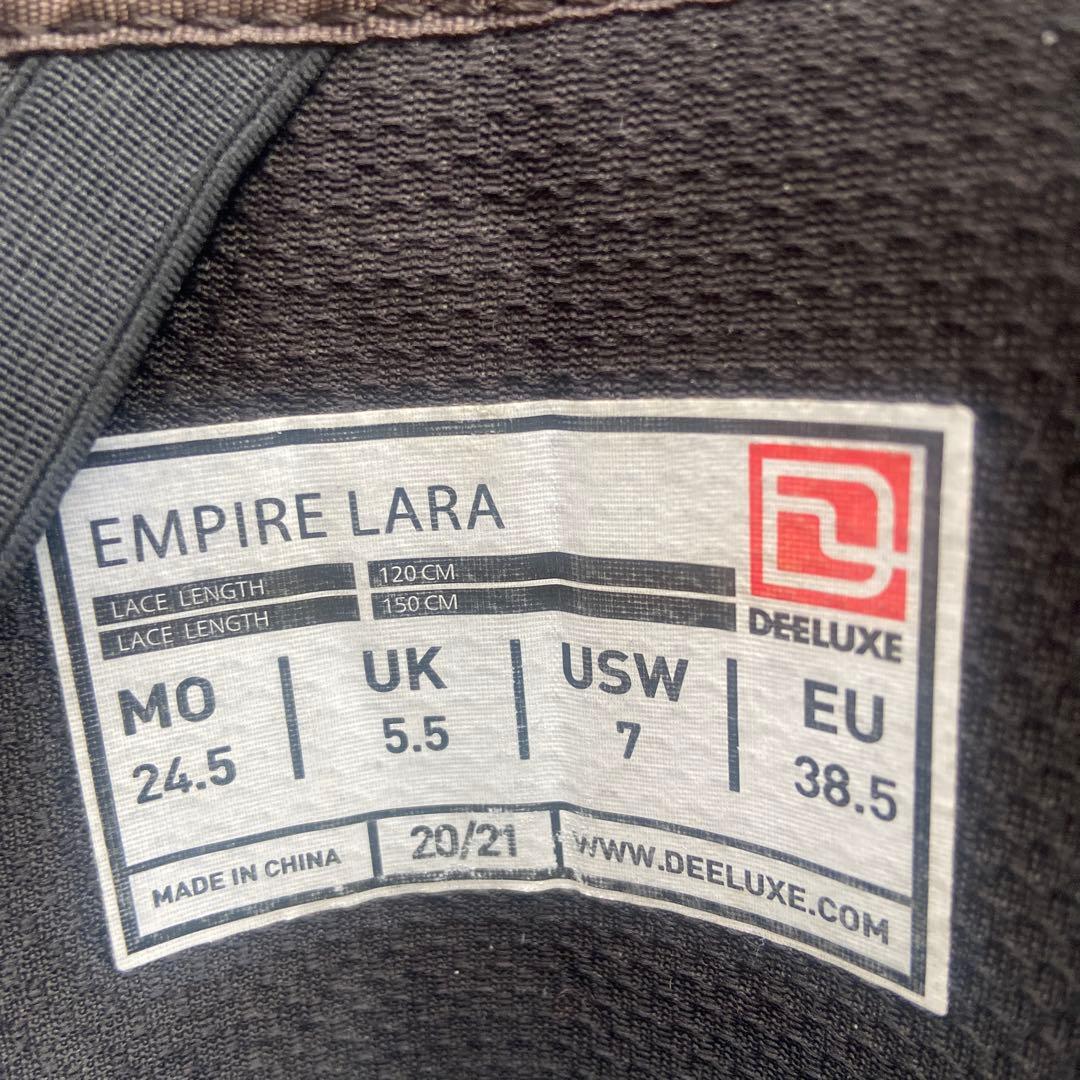 EMPIRE LARA
LACE LENGTH 120 CM
LACE LENGTH 150 CM
DEELUXE
MO UK USW EU
24.5 5.5 7 38.5
MADE IN CHINA 20/21 WWW.DEELUXE.COM